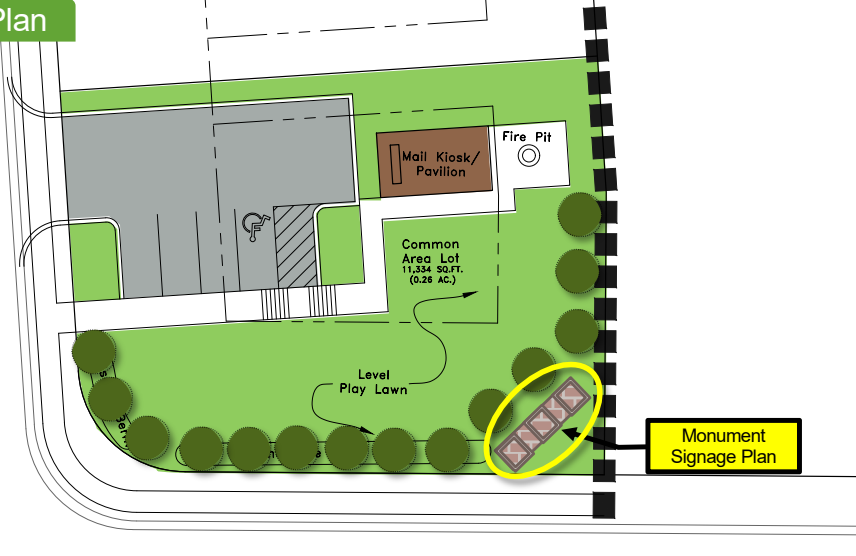 Plan
Fire Pit
Mail Kiosk/
Pavilion
Common
Area Lot
11,334 SQ.FT.
(0.26 AC.)
Level
Play Lawn
Monument
Signage Plan